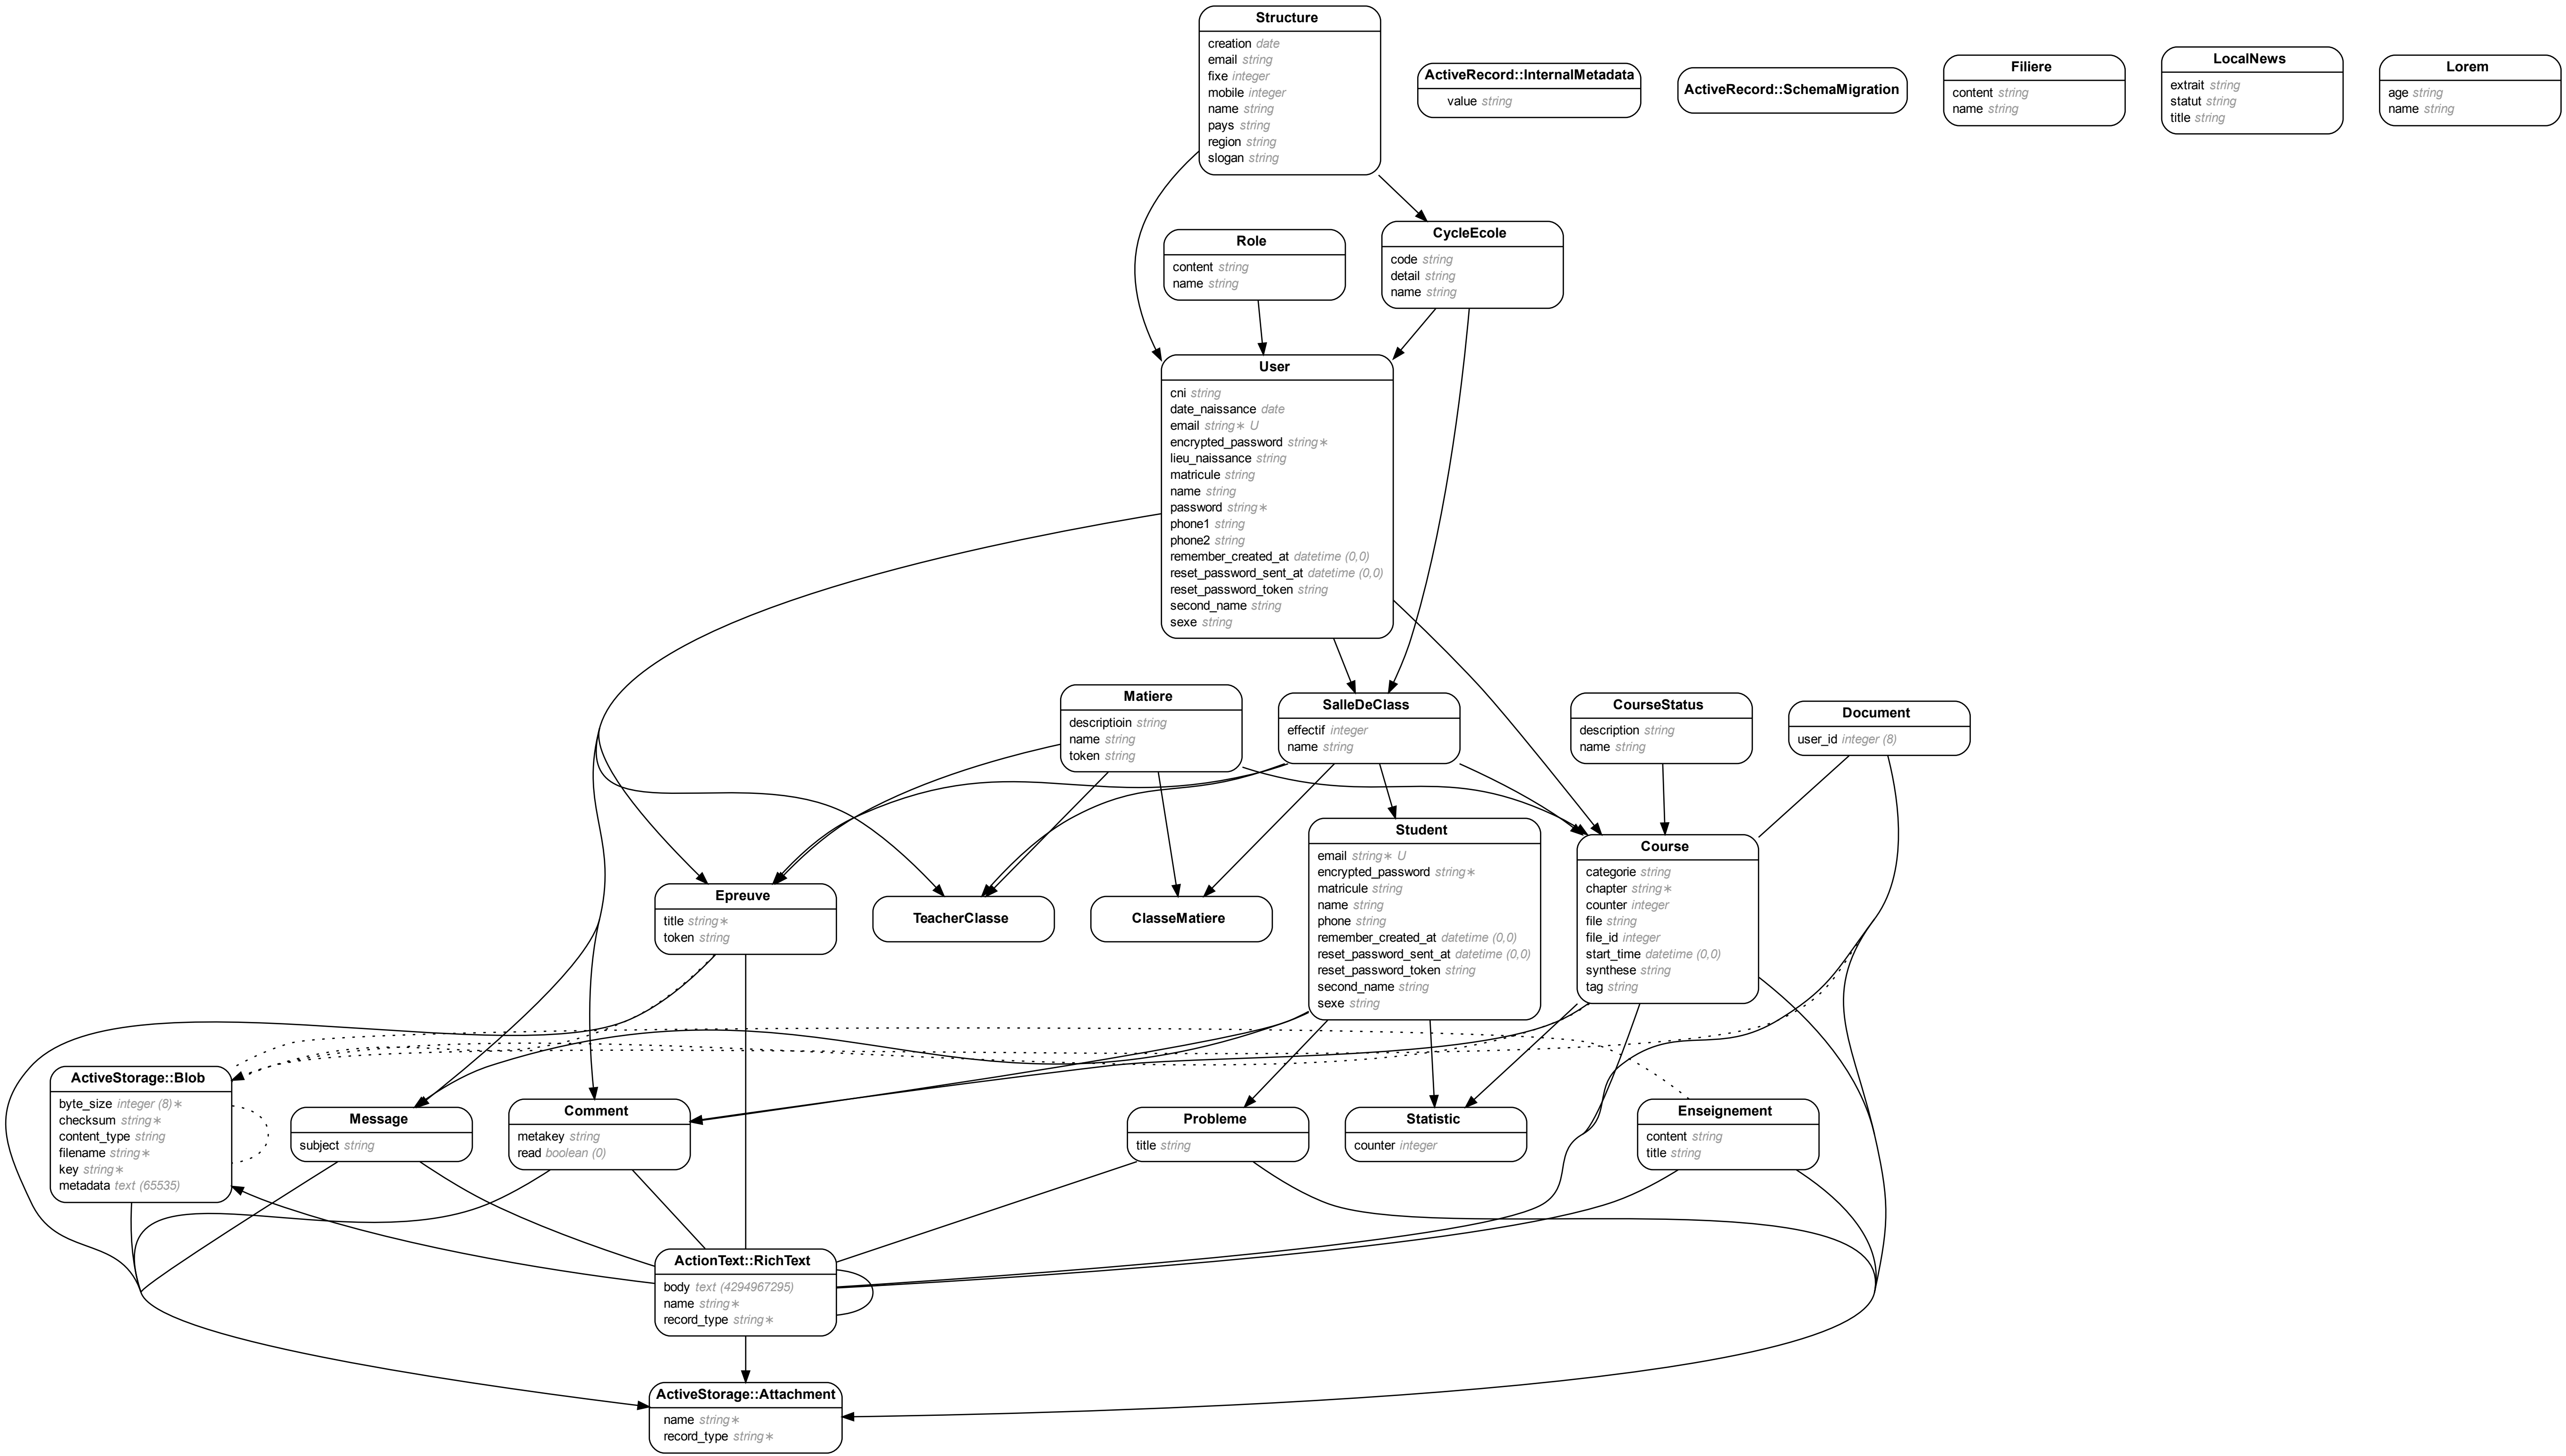 Structure
creation date
email string
fixe integer
mobile integer
name string
pays string
region string
slogan string
ActiveRecord::InternalMetadata
value string
ActiveRecord::SchemaMigration
Filiere
content string
name string
LocalNews
extrait string
statut string
title string
Lorem
age string
name string
Role
content string
name string
CycleEcole
code string
detail string
name string
User
cni string
date_naissance date
email string∗ U
encrypted_password string∗
lieu_naissance string
matricule string
name string
password string∗
phone1 string
phone2 string
remember_created_at datetime (0,0)
reset_password_sent_at datetime (0,0)
reset_password_token string
second_name string
sexe string
Matiere
descriptioin string
name string
token string
SalleDeClass
effectif integer
name string
CourseStatus
description string
name string
Document
user_id integer (8)
Epreuve
title string∗
token string
TeacherClasse
ClasseMatiere
Student
email string∗ U
encrypted_password string∗
matricule string
name string
phone string
remember_created_at datetime (0,0)
reset_password_sent_at datetime (0,0)
reset_password_token string
second_name string
sexe string
Course
categorie string
chapter string∗
counter integer
file string
file_id integer
start_time datetime (0,0)
synthese string
tag string
ActiveStorage::Blob
byte_size integer (8)∗
checksum string∗
content_type string
filename string∗
key string∗
metadata text (65535)
Message
subject string
Comment
metakey string
read boolean (0)
Probleme
title string
Statistic
counter integer
Enseignement
content string
title string
ActionText::RichText
body text (4294967295)
name string∗
record_type string∗
ActiveStorage::Attachment
name string∗
record_type string∗